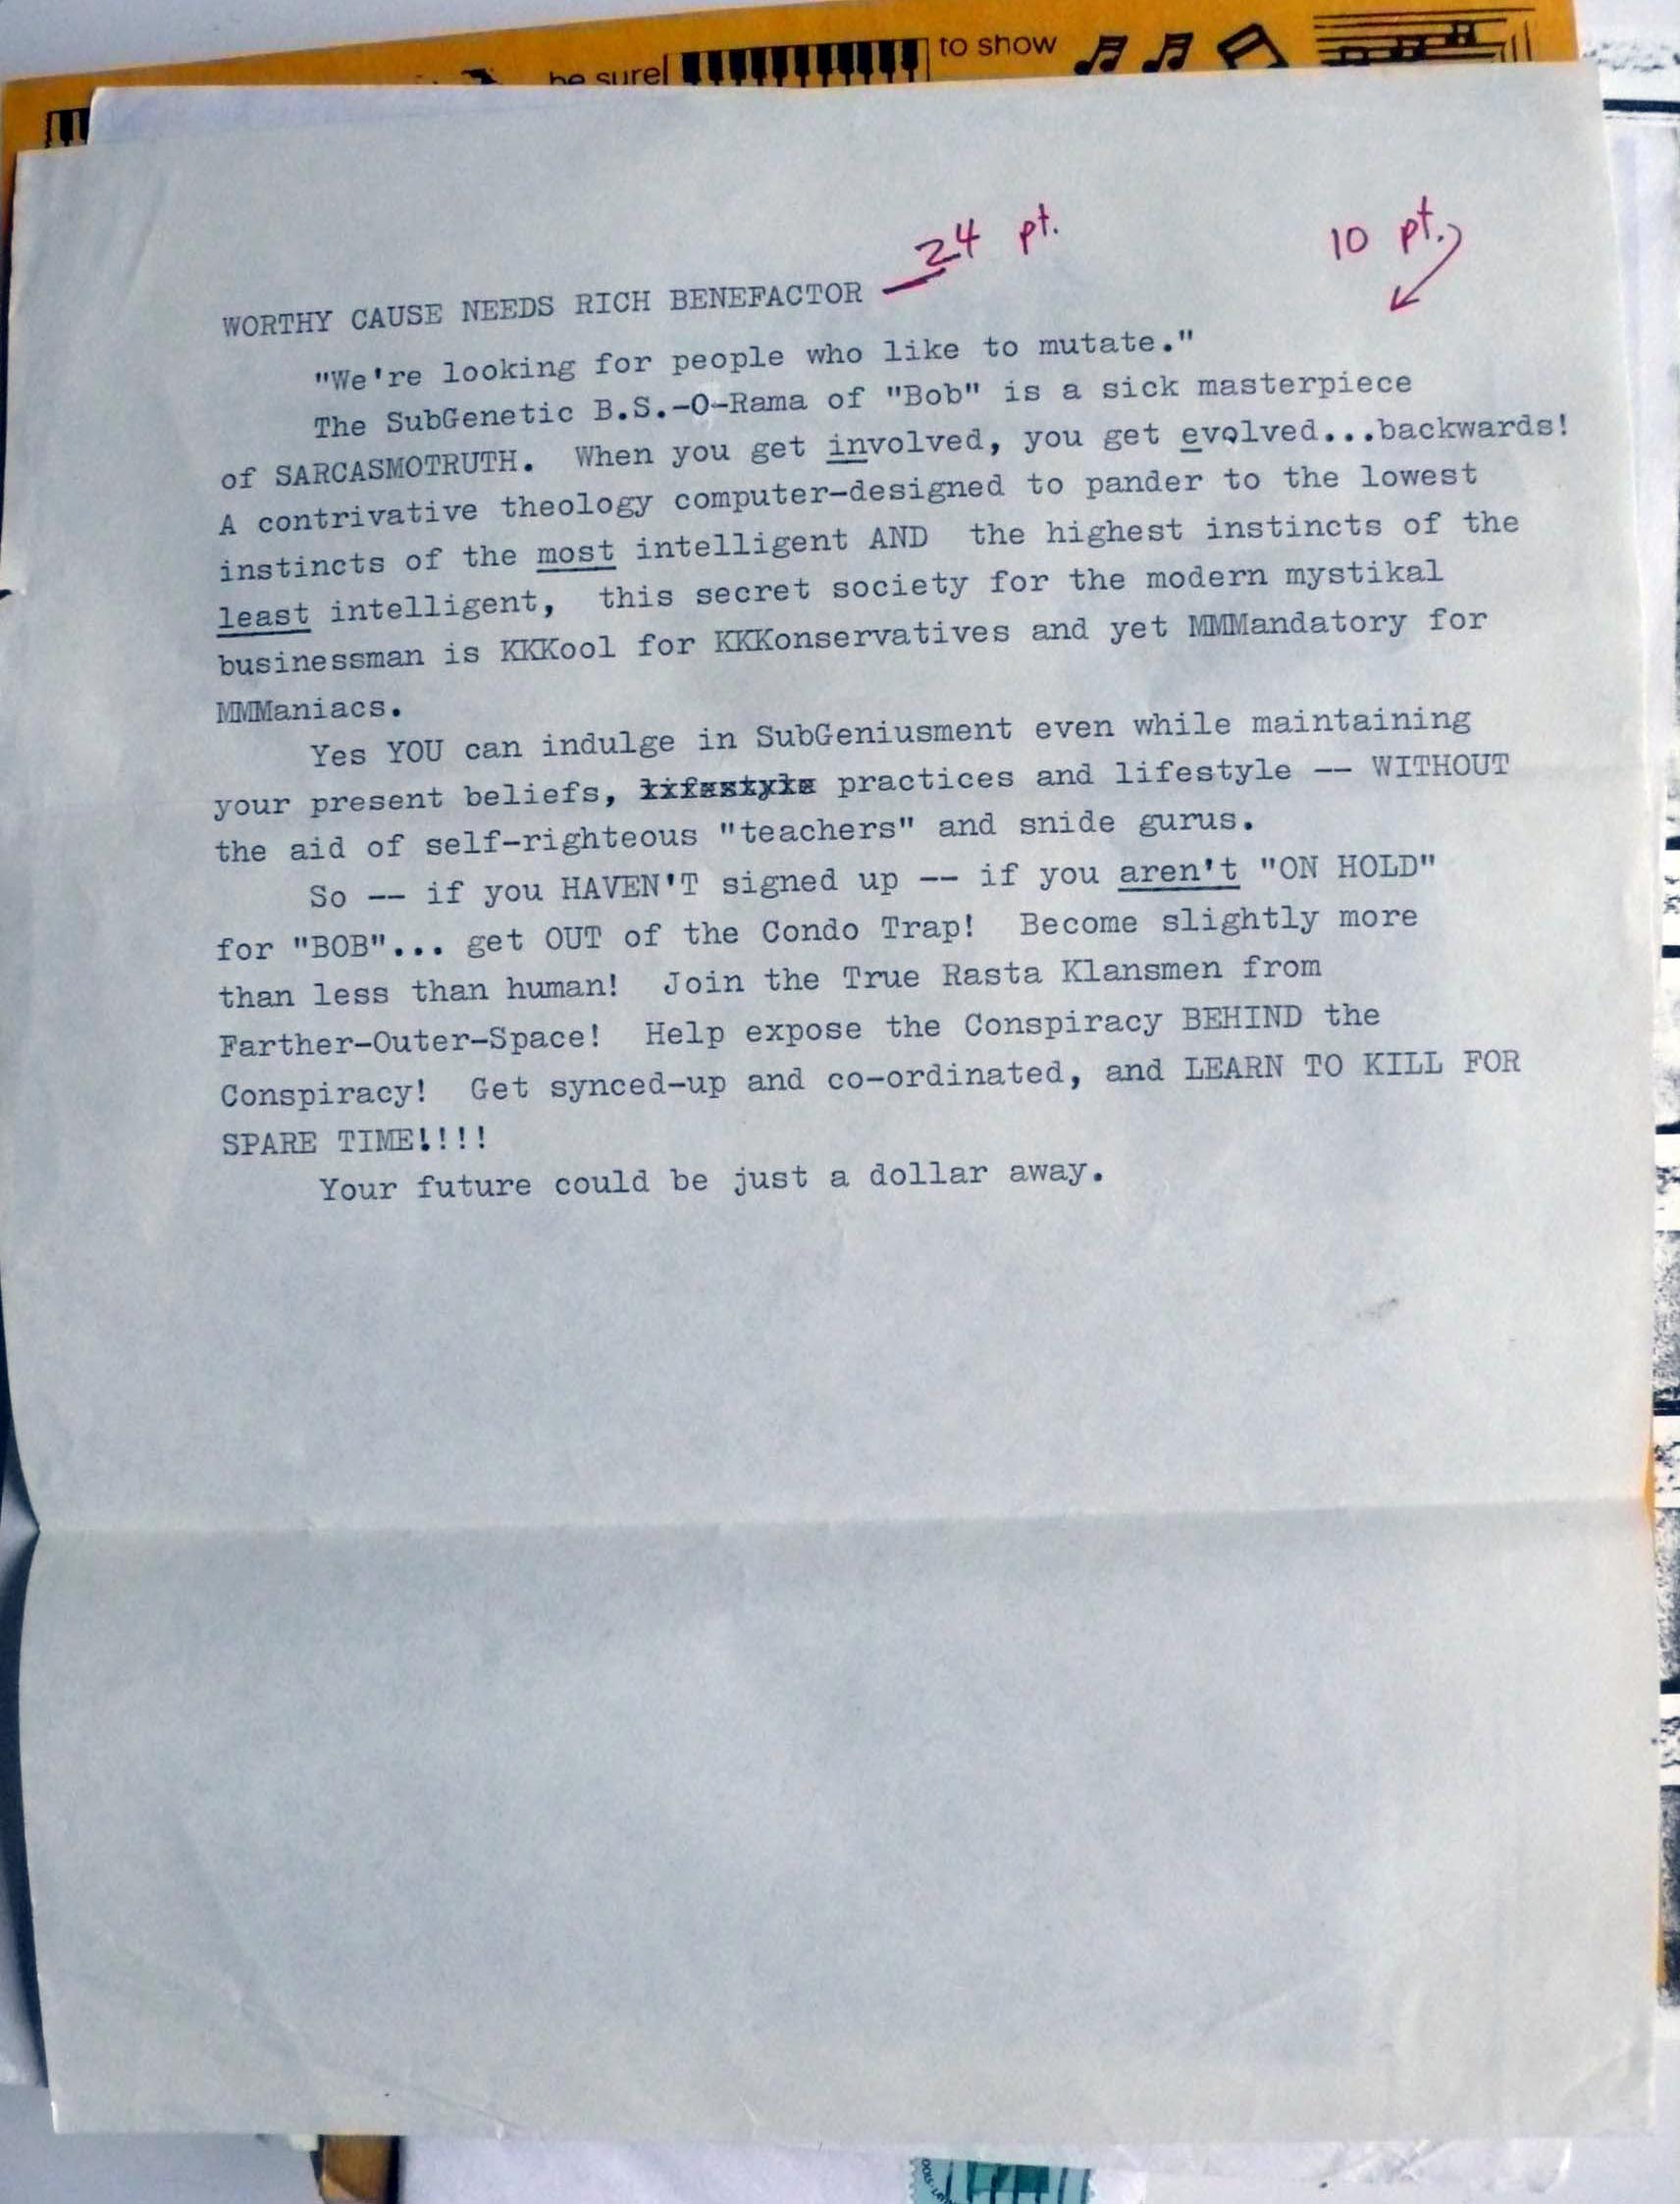 be sure
to show
24 pt.
10 pt.
WORTHY CAUSE NEEDS RICH BENEFACTOR
"We're looking for people who like to mutate."
The SubGenetic B.S.-O-Rama of "Bob" is a sick masterpiece
of SARCASMOTRUTH. When you get involved, you get evolved...backwards!
A contrivative theology computer-designed to pander to the lowest
instincts of the most intelligent AND the highest instincts of the
least intelligent, this secret society for the modern mystikal
businessman is KKKool for KKKonservatives and yet MMMandatory for
MMManiacs.
Yes YOU can indulge in SubGeniusment even while maintaining
your present beliefs, practices and lifestyle -- WITHOUT
the aid of self-righteous "teachers" and snide gurus.
So -- if you HAVEN'T signed up -- if you aren't "ON HOLD"
for "BOB"... get OUT of the Condo Trap! Become slightly more
than less than human! Join the True Rasta Klansmen from
Farther-Outer-Space! Help expose the Conspiracy BEHIND the
Conspiracy! Get synced-up and co-ordinated, and LEARN TO KILL FOR
SPARE TIME!!!!
Your future could be just a dollar away.